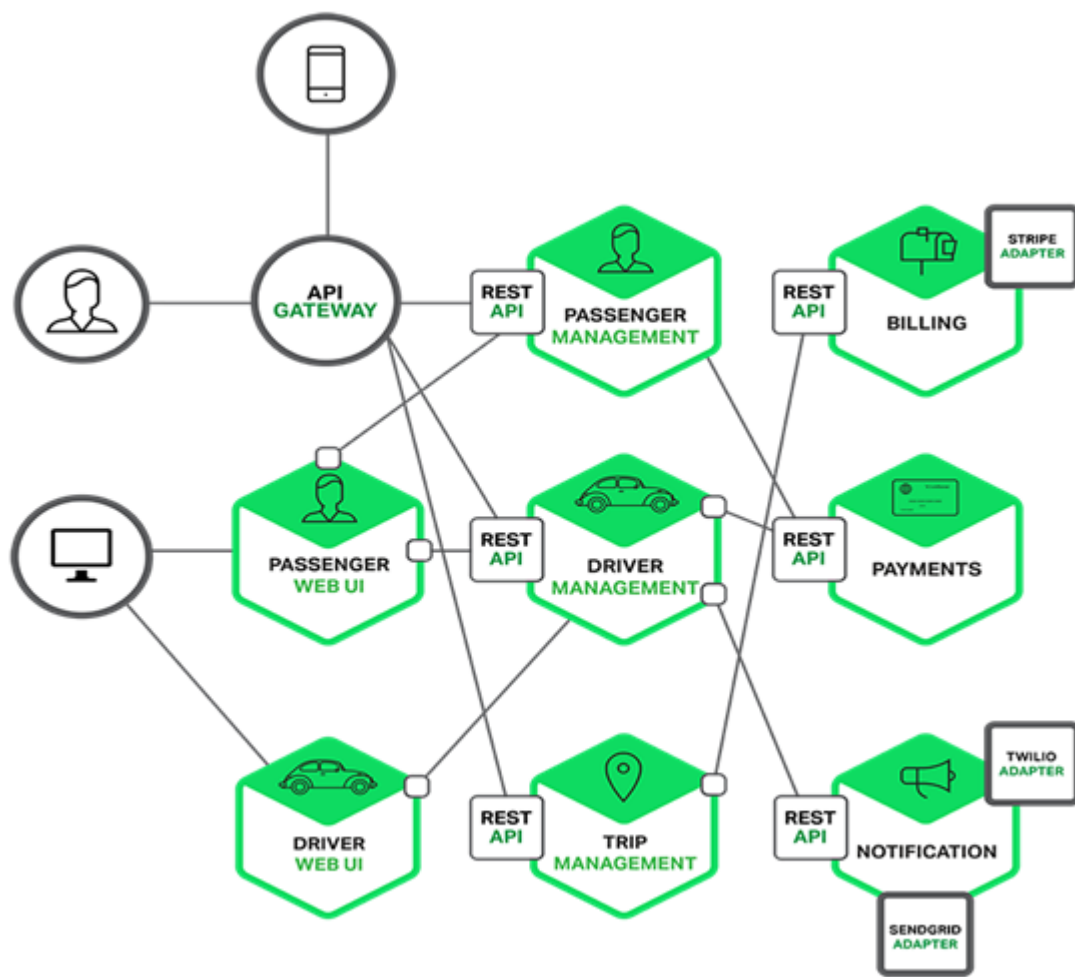 API
GATEWAY
REST
API
PASSENGER
MANAGEMENT
REST
API
BILLING
STRIPE
ADAPTER
PASSENGER
WEB UI
REST
API
DRIVER
MANAGEMENT
REST
API
PAYMENTS
DRIVER
WEB UI
REST
API
TRIP
MANAGEMENT
REST
API
NOTIFICATION
TWILIO
ADAPTER
SENDGRID
ADAPTER